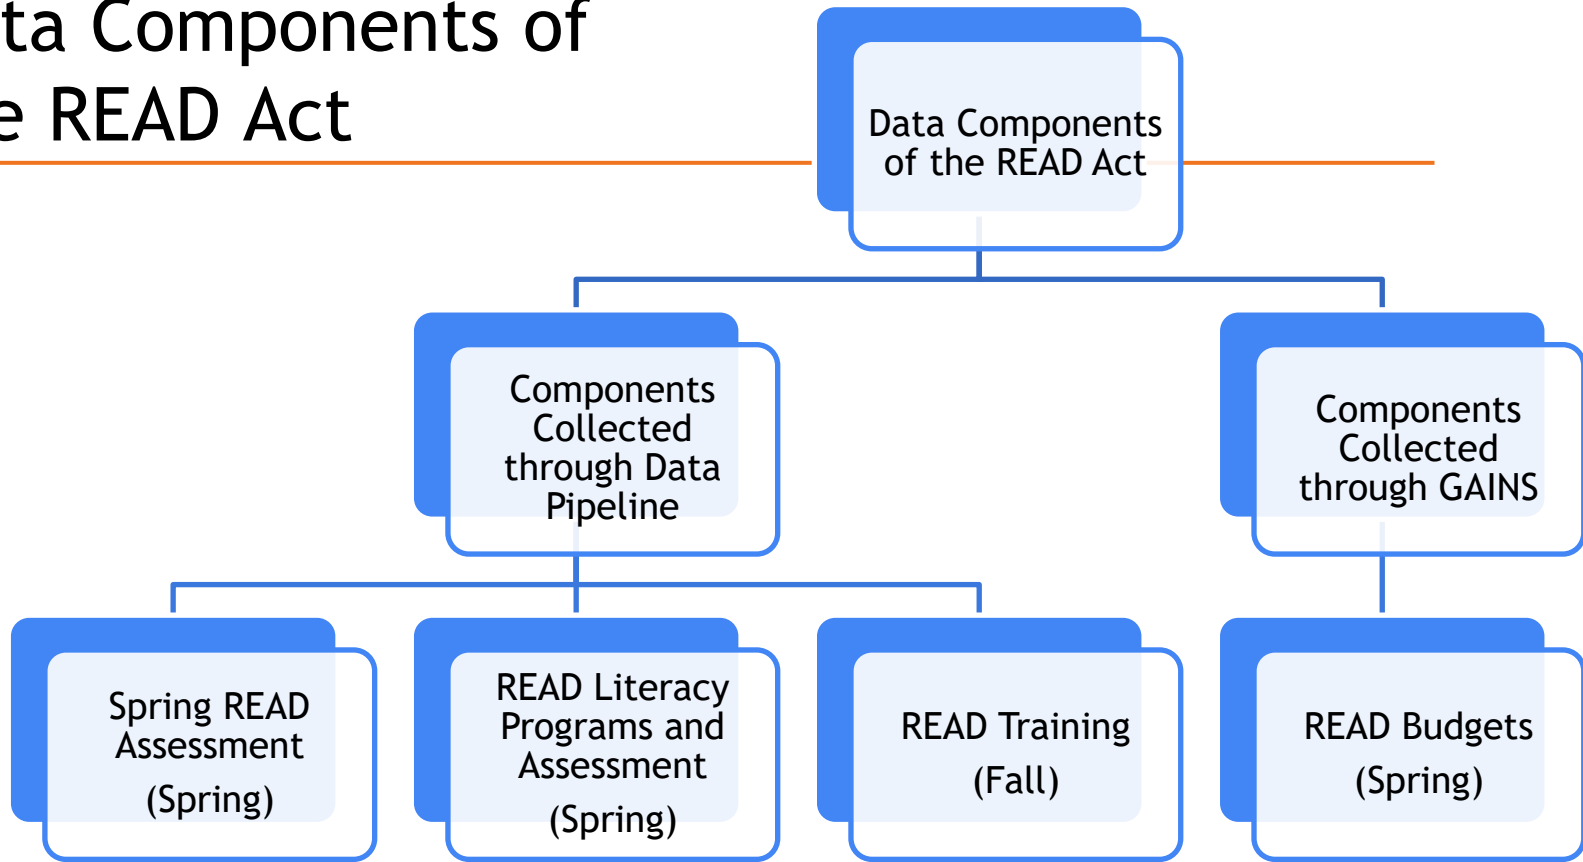 ta Components of
e READ Act
Data Components
of the READ Act
Components
Collected
through Data
Pipeline
Components
Collected
through GAINS
Spring READ
Assessment
(Spring)
READ Literacy
Programs and
Assessment
(Spring)
READ Training
(Fall)
READ Budgets
(Spring)